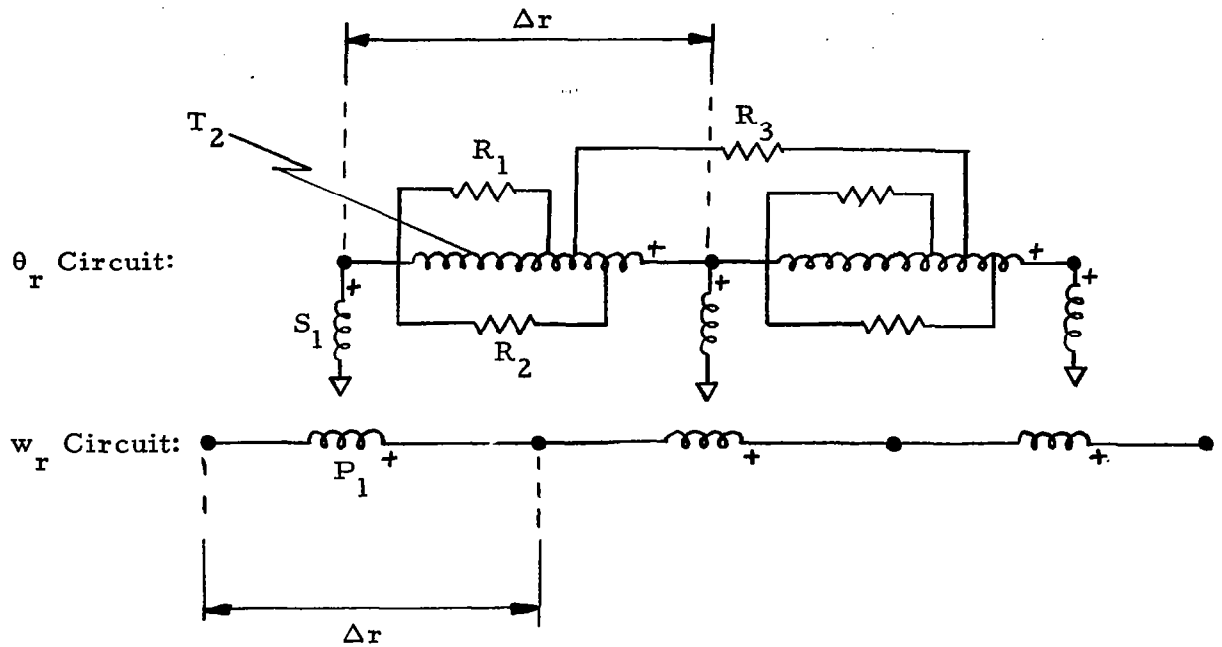 Δr
T2
R1
R3
+ +
θr Circuit:
+ + +
S1
R2
wr Circuit:
+ + +
P1
Δr